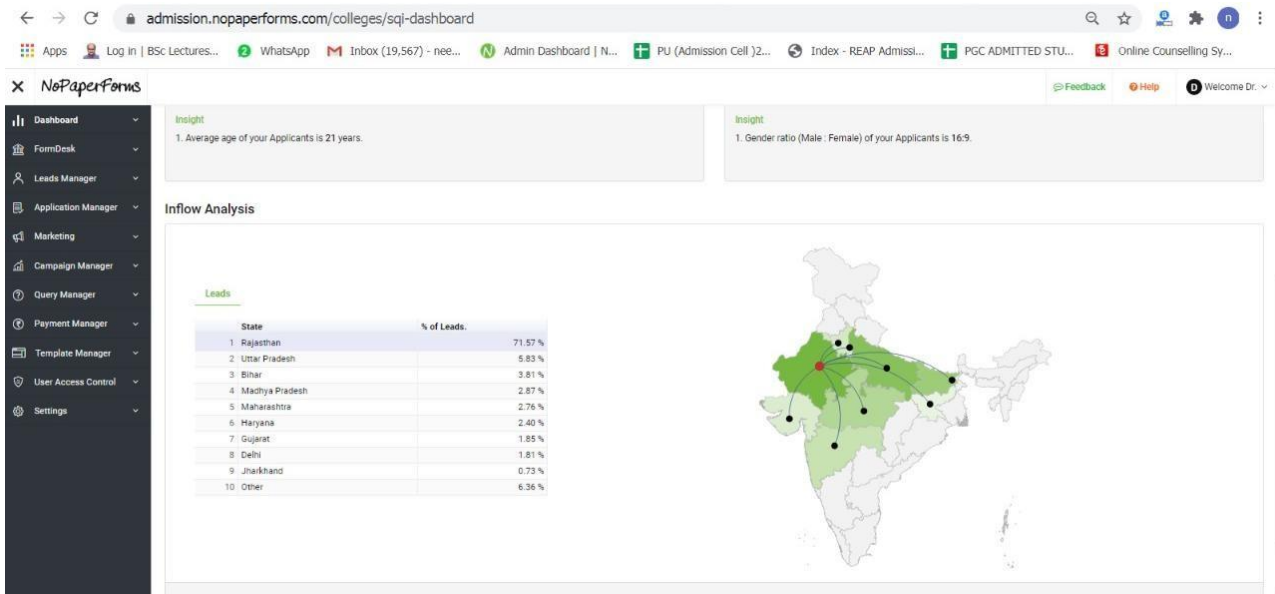 admission.nopaperforms.com/colleges/sqi-dashboard
n
Apps Log in | BSc Lectures... 2 WhatsApp Inbox (19,567) - nee... Admin Dashboard | N... PU (Admission Cell )2... Index - REAP Admissi... PGC ADMITTED STU... Online Counselling Sy...
NoPaperForms
Feedback Help D Welcome Dr.
Dashboard
FormDesk
Leads Manager
Application Manager
Marketing
Campaign Manager
Query Manager
Payment Manager
Template Manager
User Access Control
Settings
Insight
1. Average age of your Applicants is 21 years.
Insight
1. Gender ratio (Male : Female) of your Applicants is 16:9.
Inflow Analysis
Leads
State % of Leads.
1 Rajasthan 71.57 %
2 Uttar Pradesh 5.83 %
3 Bihar 3.81 %
4 Madhya Pradesh 2.87 %
5 Maharashtra 2.76 %
6 Haryana 2.40 %
7 Gujarat 1.85 %
8 Delhi 1.81 %
9 Jharkhand 0.73 %
10 Other 6.36 %